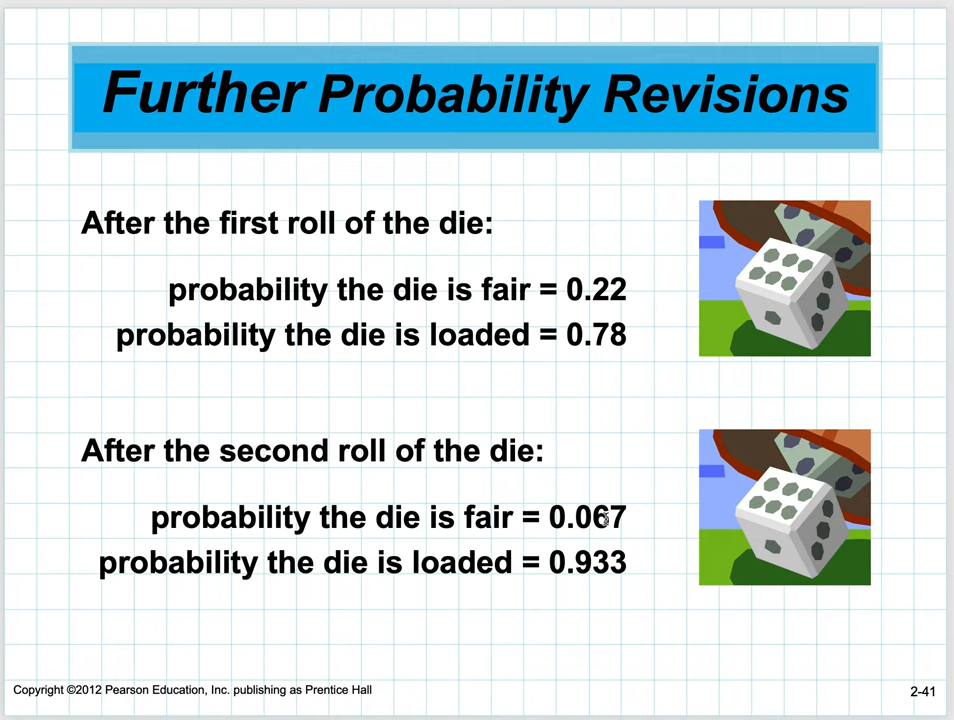 Further Probability Revisions
After the first roll of the die:
probability the die is fair = 0.22
probability the die is loaded = 0.78
After the second roll of the die:
probability the die is fair = 0.067
probability the die is loaded = 0.933
Copyright ©2012 Pearson Education, Inc. publishing as Prentice Hall
2-41